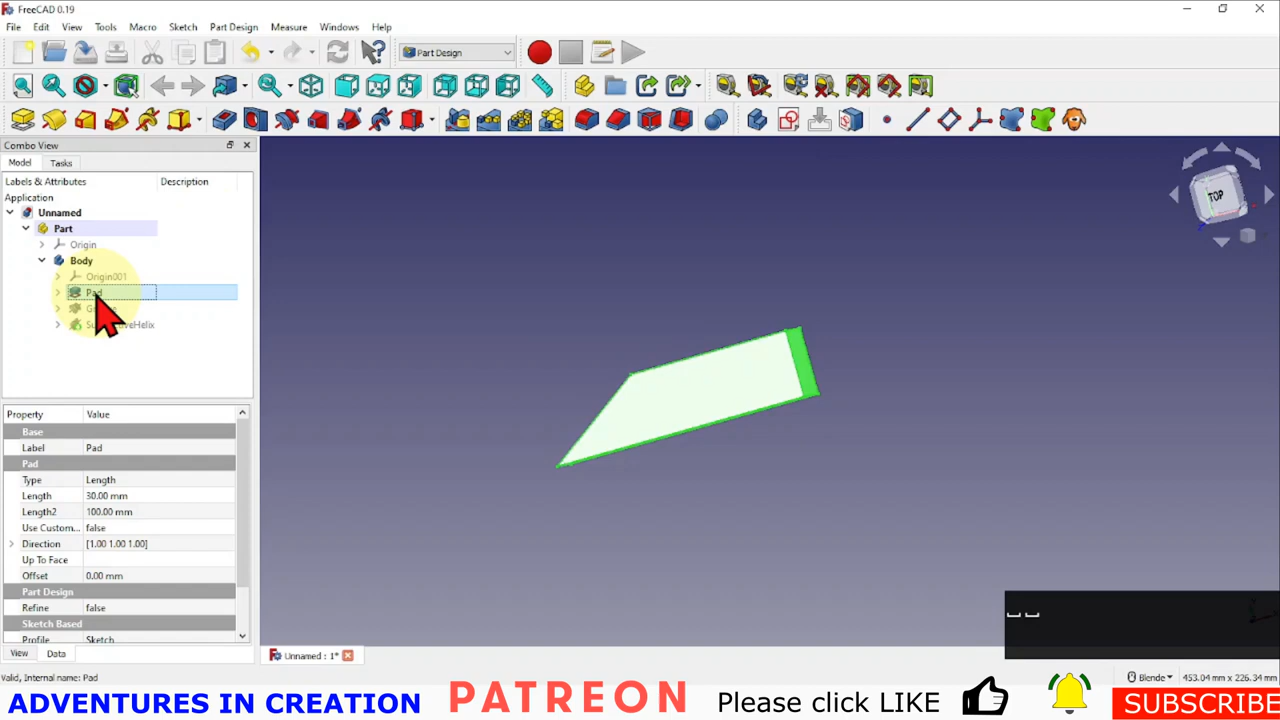 FreeCAD 0.19
File Edit View Tools Macro Sketch Part Design Measure Windows Help
Part Design
Combo View
Model Tasks
Labels & Attributes Description
Application
Unnamed
Part
Origin
Body
Origin001
Pad
TOP
Property Value
Base
Label Pad
Pad
Type Length
Length 30.00 mm
Length2 100.00 mm
Use Custom... false
Direction [1.00 1.00 1.00]
Up To Face
Offset 0.00 mm
Part Design
Refine false
Sketch Based
Profile Sketch
View Data
Unnamed : 1*
Valid, Internal name: Pad
Blende 453.04 mm x 226.34 mm
ADVENTURES IN CREATION PATREON Please click LIKE SUBSCRIBE